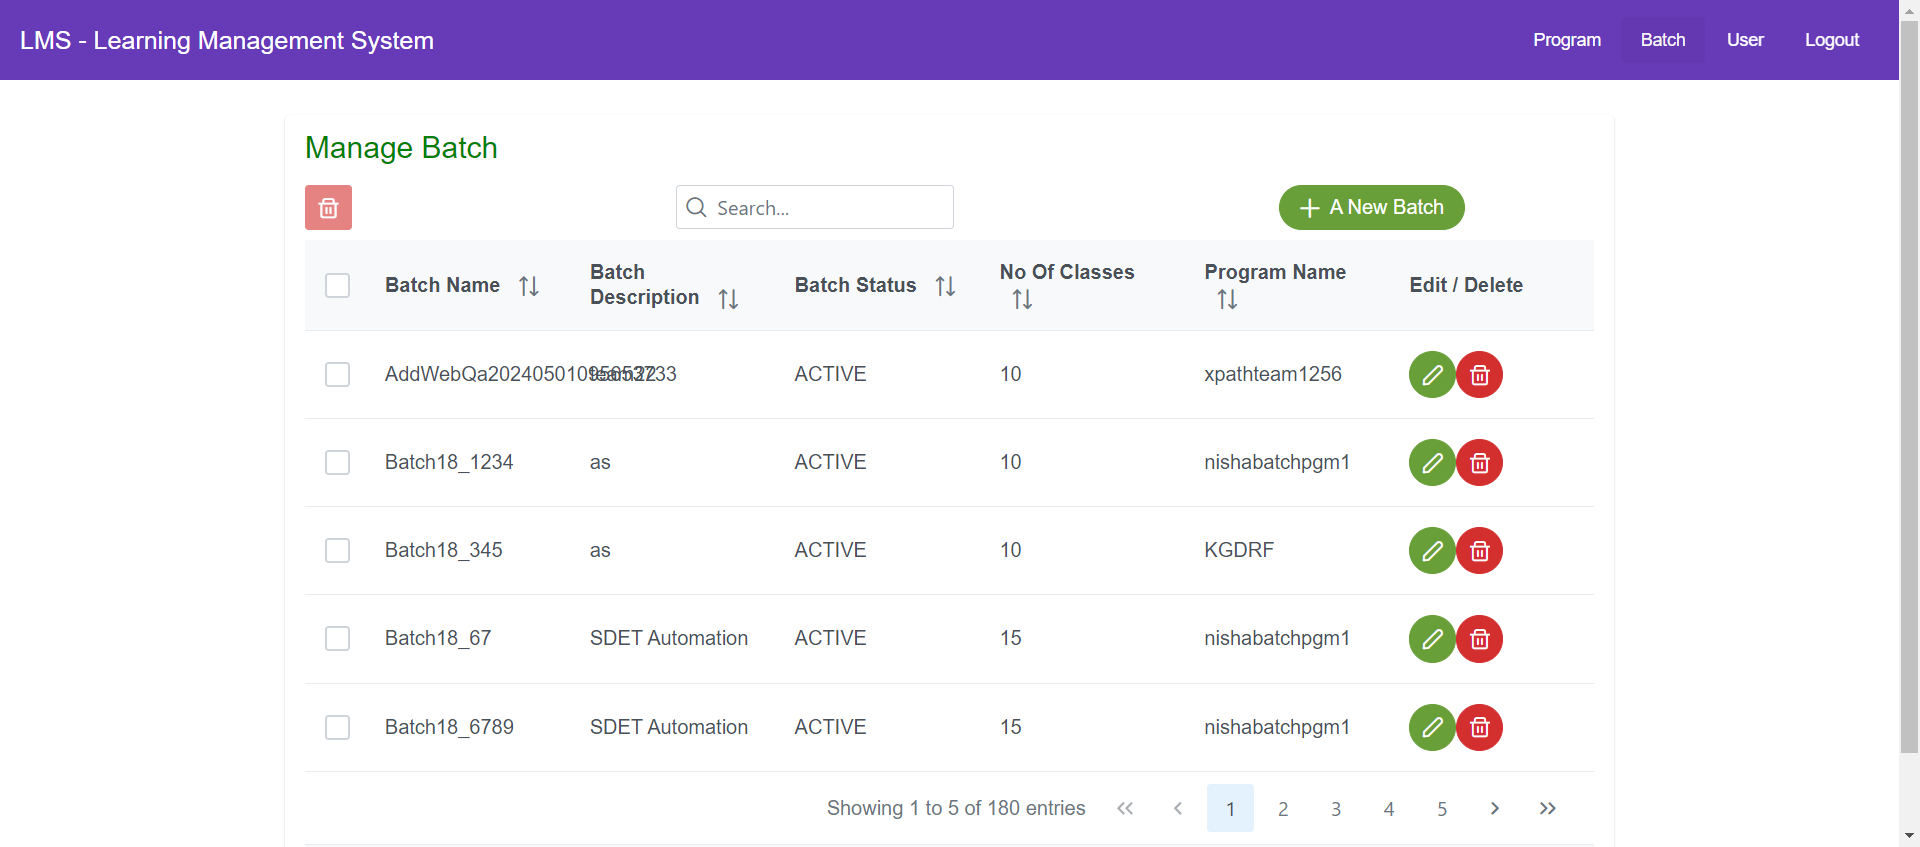 LMS - Learning Management System
Program Batch User Logout
Manage Batch
Search...
A New Batch
Batch Name Batch Description Batch Status No Of Classes Program Name Edit / Delete
ACTIVE 10 xpathteam1256
Batch18_1234 as ACTIVE 10 nishabatchpgm1
Batch18_345 as ACTIVE 10 KGDRF
Batch18_67 SDET Automation ACTIVE 15 nishabatchpgm1
Batch18_6789 SDET Automation ACTIVE 15 nishabatchpgm1
Showing 1 to 5 of 180 entries << < 1 2 3 4 5 > >>